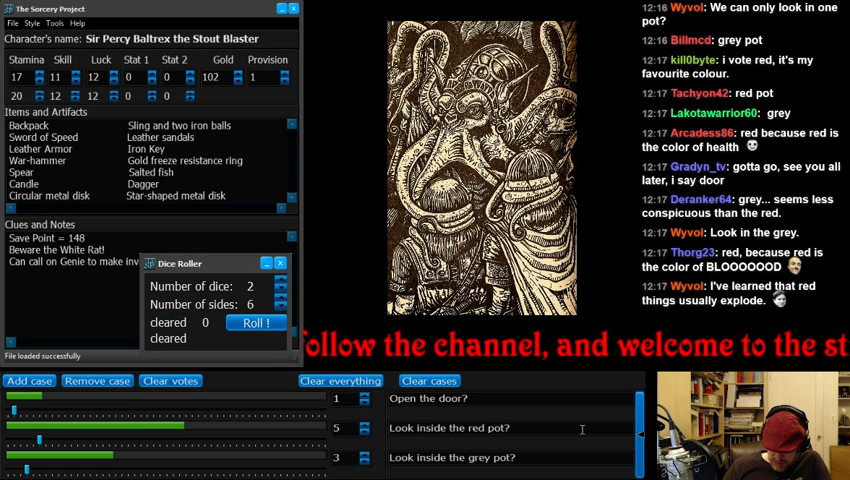 The Sorcery Project
File Style Tools Help
Character's name: Sir Percy Baltrex the Stout Blaster
Stamina Skill Luck Stat 1 Stat 2 Gold Provision
17 11 12 0 0 102 1
20 12 12 0 0
Items and Artifacts
Backpack Sling and two iron balls
Sword of Speed Leather sandals
Leather Armor Iron Key
War-hammer Gold freeze resistance ring
Spear Salted fish
Candle Dagger
Circular metal disk Star-shaped metal disk
Clues and Notes
Save Point = 148
Beware the White Rat!
Can call on Genie to make inv
File loaded successfully
Dice Roller
Number of dice: 2
Number of sides: 6
cleared 0 Roll !
cleared
12:16 Wyvol: We can only look in one
pot?
12:16 Billmcd: grey pot
12:17 kill0byte: i vote red, it's my
favourite colour.
12:17 Tachyon42: red pot
12:17 Lakotawarrior60: grey
12:17 Arcadess86: red because red is
the color of health
12:17 Gradyn_tv: gotta go, see you all
later, i say door
12:17 Deranker64: grey... seems less
conspicuous than the red.
12:17 Wyvol: Look in the grey.
12:17 Thorg23: red, because red is
the color of BLOOOOOOD
12:17 Wyvol: I've learned that red
things usually explode.
follow the channel, and welcome to the st
Add case Remove case Clear votes Clear everything Clear cases
1 Open the door?
5 Look inside the red pot?
3 Look inside the grey pot?